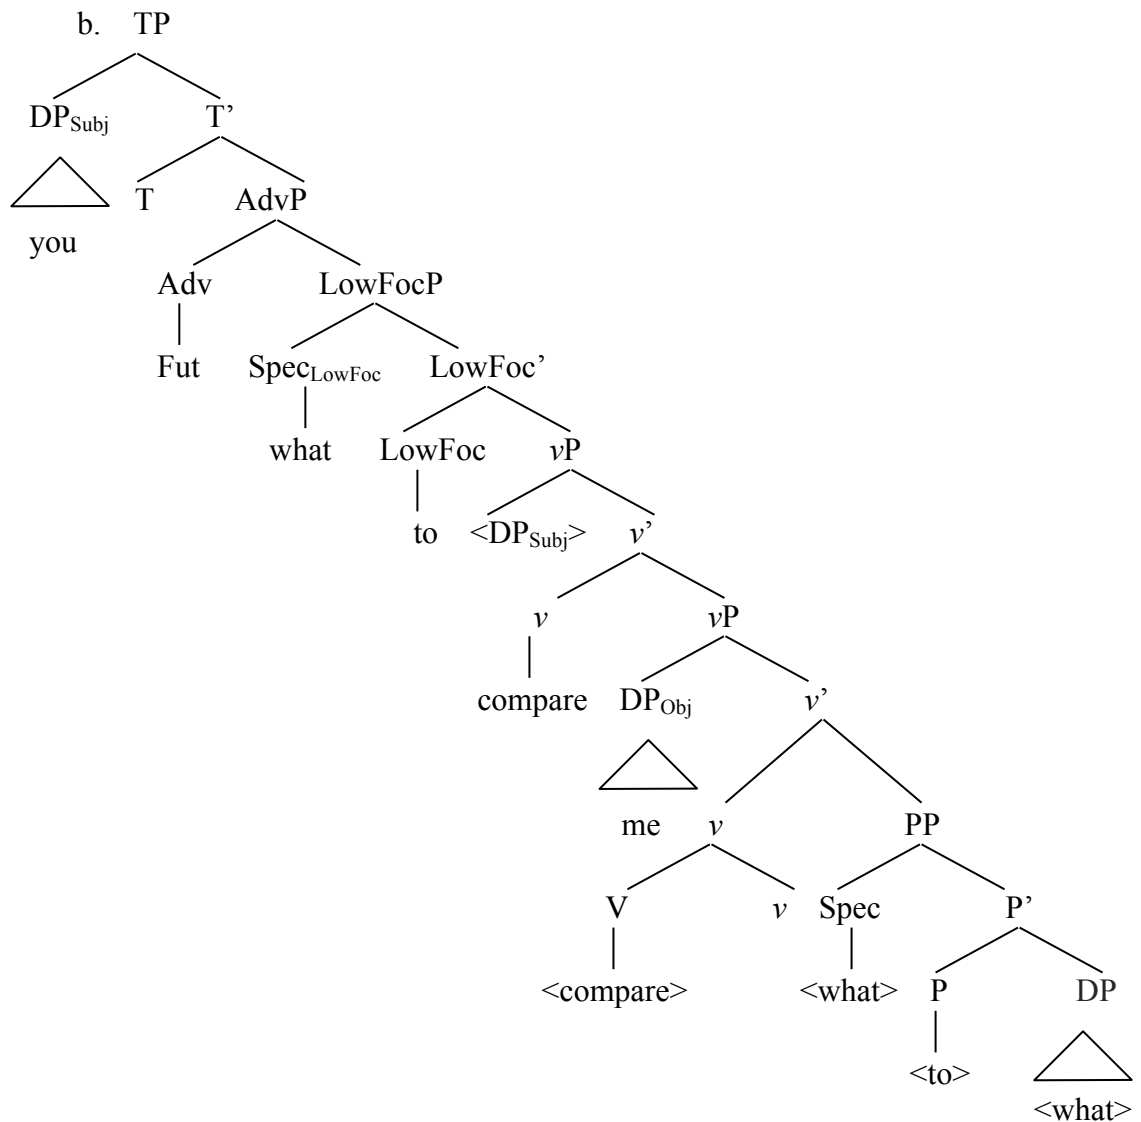 b. TP
DPSubj T’
T AdvP
you
Adv LowFocP
Fut SpecLowFoc LowFoc’
what LowFoc vP
to <DPSubj> v’
v vP
compare DPObj v’
me v PP
V v Spec P’
<compare> <what> P DP
<to>
<what>